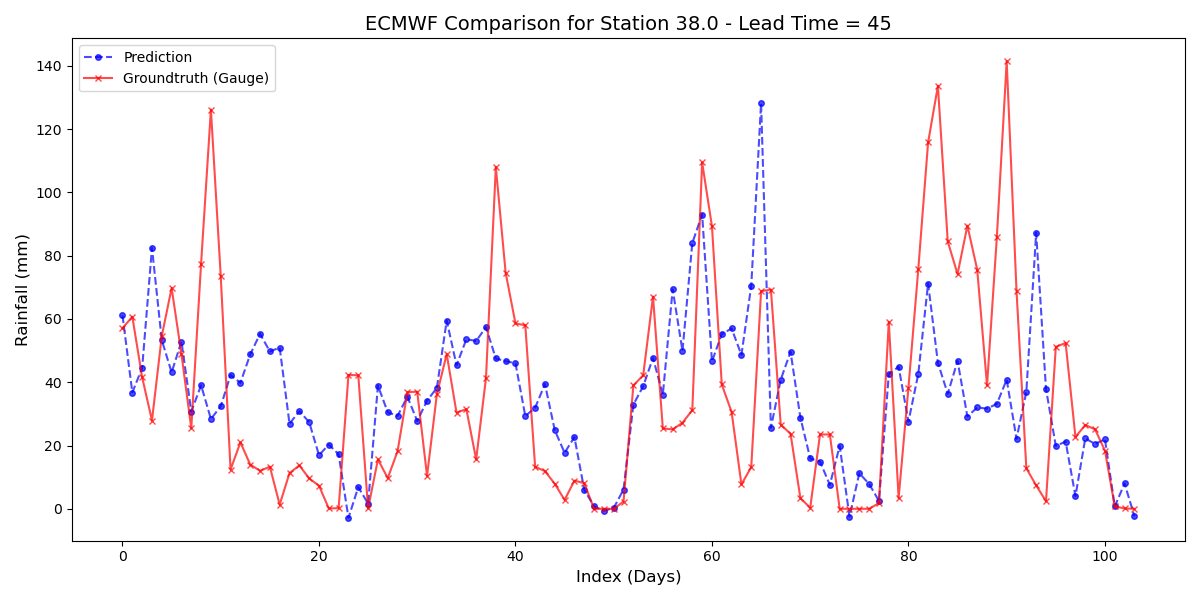 ECMWF Comparison for Station 38.0 - Lead Time = 45
Prediction
Groundtruth (Gauge)
Rainfall (mm)
140
120
100
80
60
40
20
0
0
20
40
60
80
100
Index (Days)